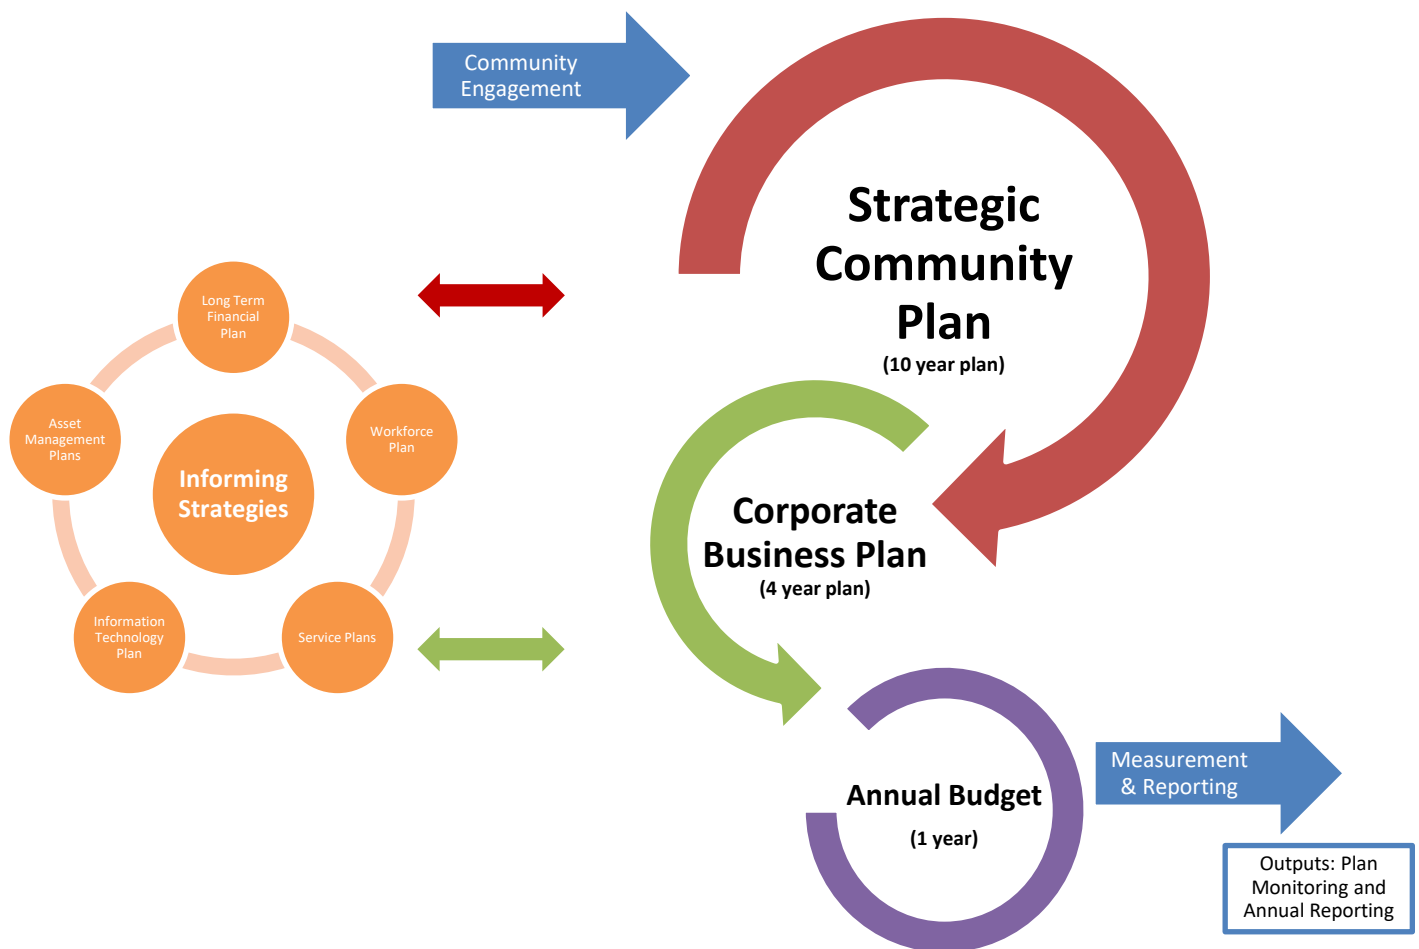 Community
Engagement
Strategic
Community
Plan
(10 year plan)
Long Term
Financial
Plan
Asset
Management
Plans
Workforce
Plan
Informing
Strategies
Information
Technology
Plan
Service Plans
Corporate
Business Plan
(4 year plan)
Annual Budget
(1 year)
Measurement
& Reporting
Outputs: Plan
Monitoring and
Annual Reporting